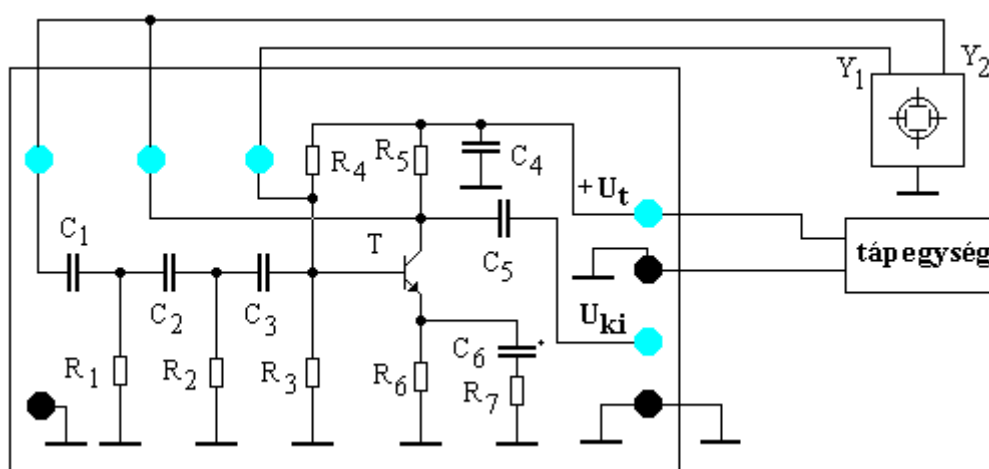 Y1
Y2
R4
R5
C4
+Ut
C1
T
C5
tápegység
C2
C3
Uki
C6
R1
R2
R3
R6
R7